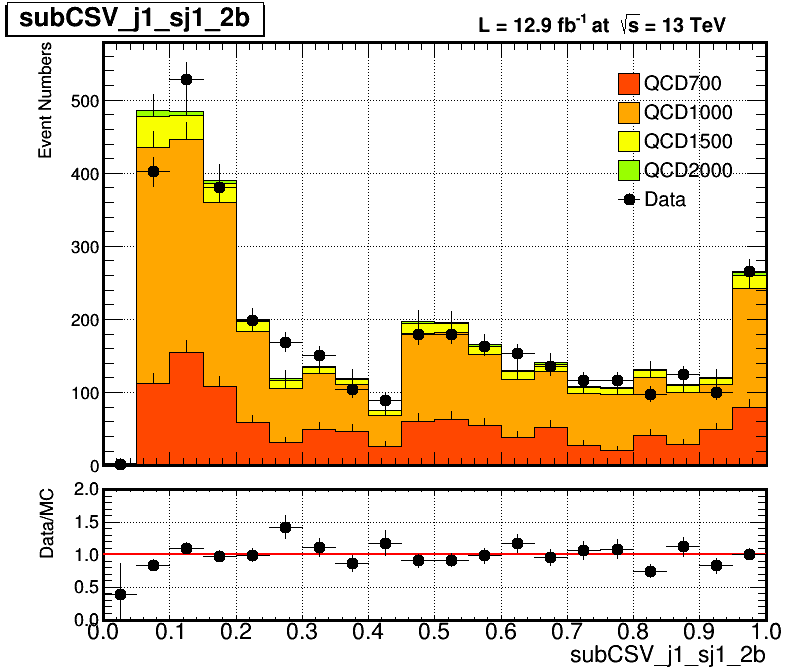 subCSV_j1_sj1_2b
L = 12.9 fb-1 at √s = 13 TeV
Event Numbers
500
400
300
200
100
0
QCD700
QCD1000
QCD1500
QCD2000
Data
Data/MC
2.0
1.5
1.0
0.5
0.0
0.0 0.1 0.2 0.3 0.4 0.5 0.6 0.7 0.8 0.9 1.0
subCSV_j1_sj1_2b